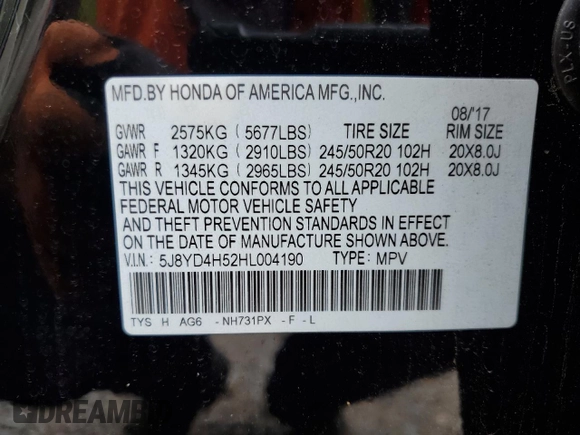 PLX-US
MFD.BY HONDA OF AMERICA MFG.,INC.
08/'17
GVWR 2575KG (5677LBS) TIRE SIZE RIM SIZE
GAWR F 1320KG (2910LBS) 245/50R20 102H 20X8.0J
GAWR R 1345KG (2965LBS) 245/50R20 102H 20X8.0J
THIS VEHICLE CONFORMS TO ALL APPLICABLE
FEDERAL MOTOR VEHICLE SAFETY
AND THEFT PREVENTION STANDARDS IN EFFECT
ON THE DATE OF MANUFACTURE SHOWN ABOVE.
V.I.N.: 5J8YD4H52HL004190 TYPE: MPV
TYS H AG6 - NH731PX - F - L